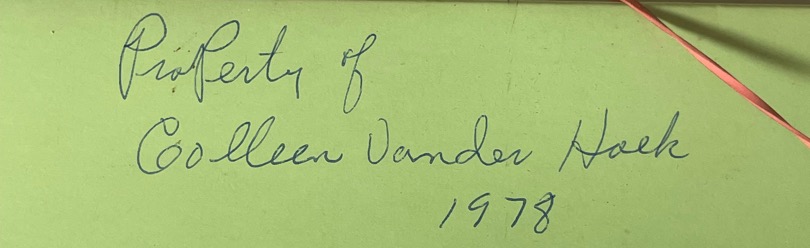 ProPerty of
Colleen Vander Hoek
1978